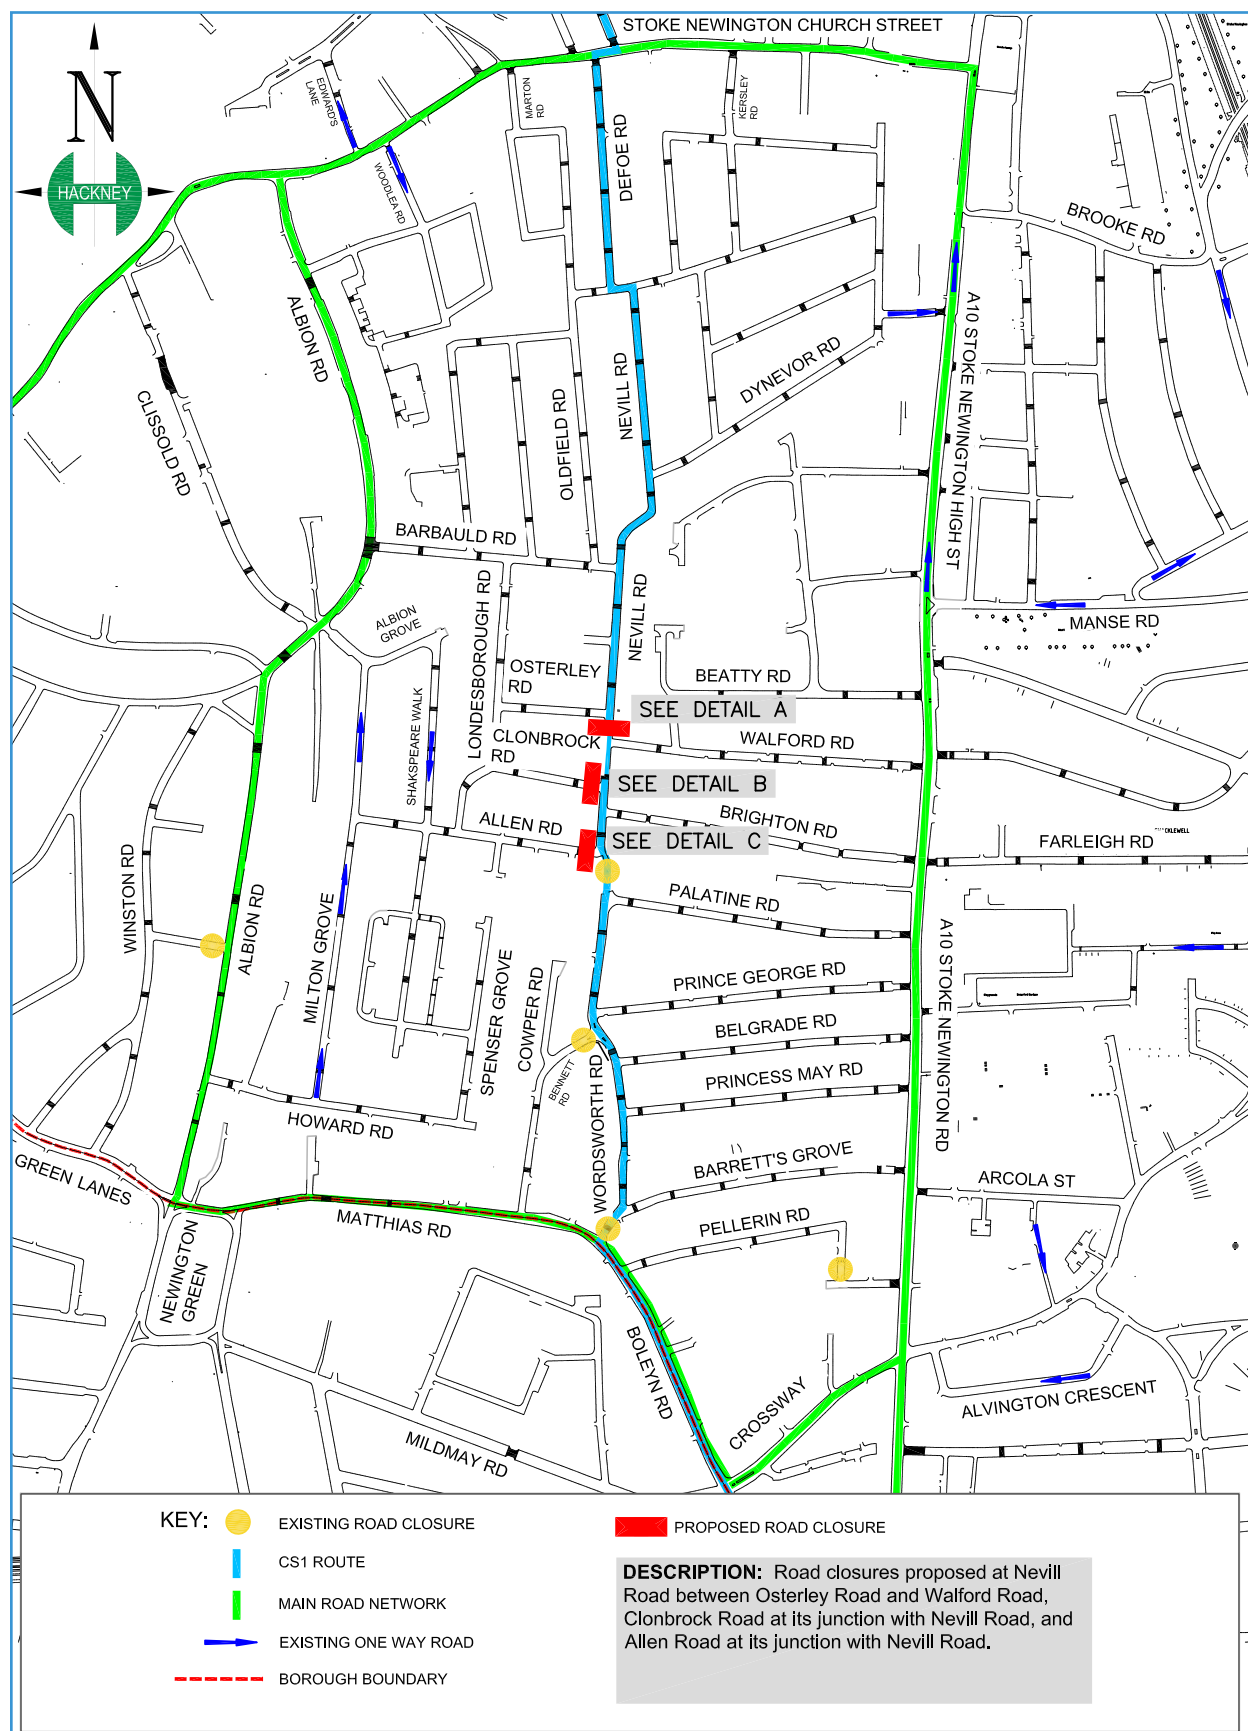 STOKE NEWINGTON CHURCH STREET
N
HACKNEY
EDWARD'S
LANE
MARTON
RD
KERSLEY
RD
DEFOE RD
WOODLEA RD
BROOKE RD
ALBION RD
A10 STOKE NEWINGTON HIGH ST
NEVILL RD
DYNEVOR RD
CLISSOLD RD
OLDFIELD RD
BARBAULD RD
ALBION
GROVE
LONDESBOROUGH RD
NEVILL RD
MANSE RD
OSTERLEY
RD
BEATTY RD
SHAKSPEARE WALK
SEE DETAIL A
CLONBROCK
RD
WALFORD RD
SEE DETAIL B
ALLEN RD
BRIGHTON RD
SEE DETAIL C
FARLEIGH RD
WINSTON RD
ALBION RD
MILTON GROVE
PALATINE RD
A10 STOKE NEWINGTON RD
SPENSER GROVE
COWPER RD
PRINCE GEORGE RD
BELGRADE RD
BENNETT
RD
WORDSWORTH RD
PRINCESS MAY RD
HOWARD RD
BARRETT'S GROVE
GREEN LANES
ARCOLA ST
MATTHIAS RD
PELLERIN RD
NEWINGTON
GREEN
BOLEYN RD
CROSSWAY
ALVINGTON CRESCENT
MILDMAY RD
KEY:
EXISTING ROAD CLOSURE
CS1 ROUTE
MAIN ROAD NETWORK
EXISTING ONE WAY ROAD
BOROUGH BOUNDARY
PROPOSED ROAD CLOSURE
DESCRIPTION: Road closures proposed at Nevill
Road between Osterley Road and Walford Road,
Clonbrock Road at its junction with Nevill Road, and
Allen Road at its junction with Nevill Road.